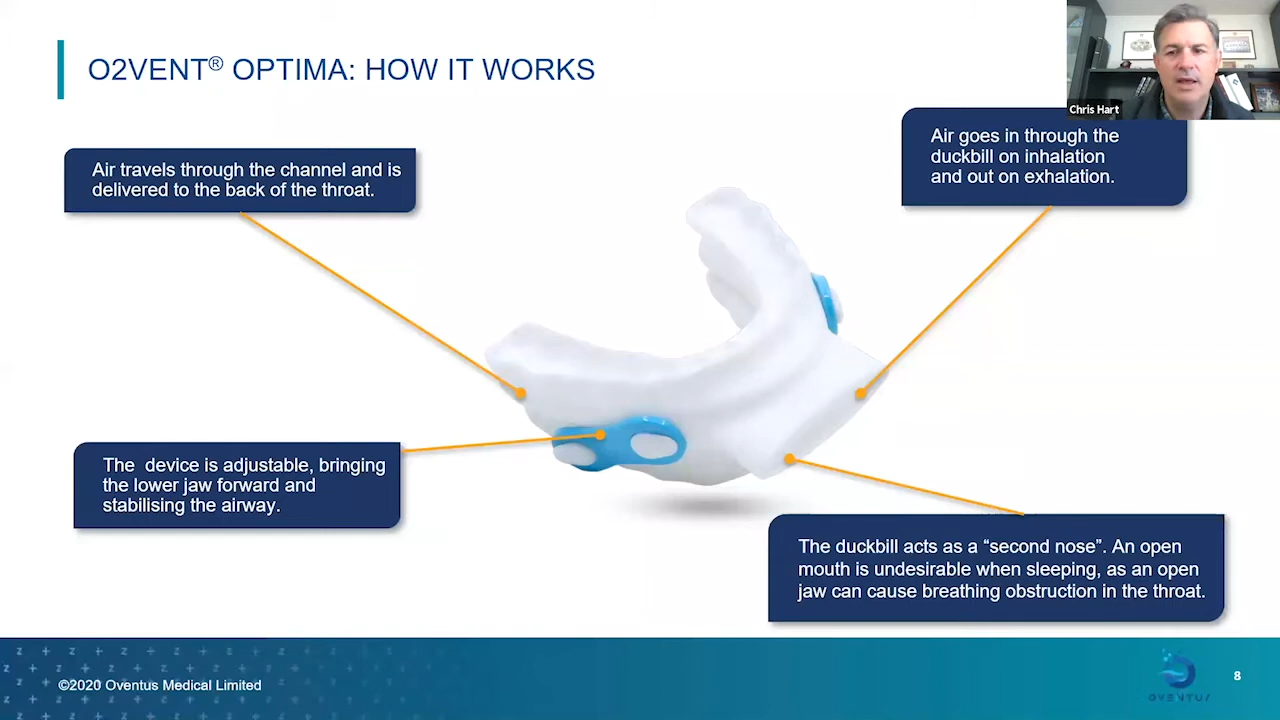 O2VENT® OPTIMA: HOW IT WORKS
Chris Hart
Air travels through the channel and is
delivered to the back of the throat.
Air goes in through the
duckbill on inhalation
and out on exhalation.
The  device is adjustable, bringing
the lower jaw forward and
stabilising the airway.
The duckbill acts as a “second nose”. An open
mouth is undesirable when sleeping, as an open
jaw can cause breathing obstruction in the throat.
©2020 Oventus Medical Limited
OVENTUS
8